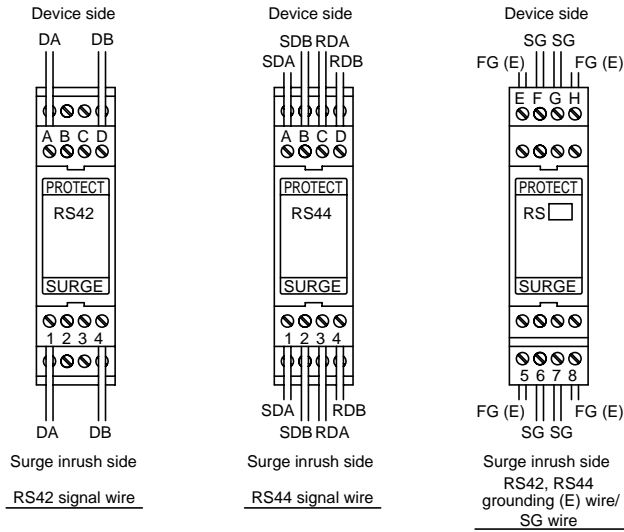 Device side
DA DB
A B C D
PROTECT
RS42
SURGE
1 2 3 4
DA DB
Surge inrush side
RS42 signal wire
Device side
SDB RDA
SDA RDB
A B C D
PROTECT
RS44
SURGE
1 2 3 4
SDA RDB
SDB RDA
Surge inrush side
RS44 signal wire
Device side
SG SG
FG (E) FG (E)
E F G H
PROTECT
RS
SURGE
5 6 7 8
FG (E) FG (E)
SG SG
Surge inrush side
RS42, RS44
grounding (E) wire/
SG wire